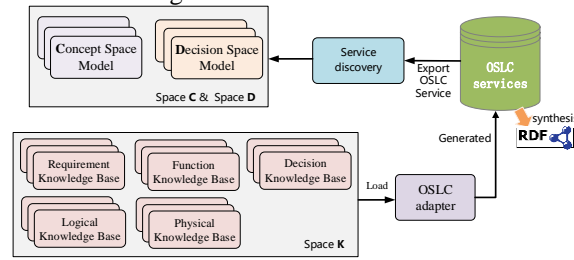 Concept Space
Model
Decision Space
Model
Space C & Space D
Service
discovery
Export
OSLC
Service
OSLC
services
synthesis
RDF
Generated
Requirement
Knowledge Base
Function
Knowledge Base
Decision
Knowledge Base
Logical
Knowledge Base
Physical
Knowledge Base
Space K
Load
OSLC
adapter